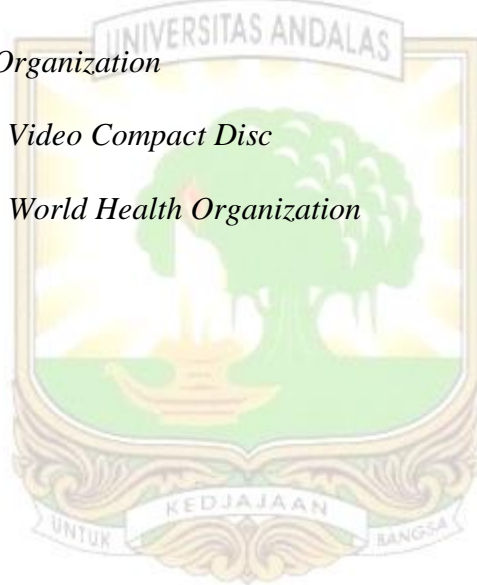 UNIVERSITAS ANDALAS
Organization
Video Compact Disc
World Health Organization
KEDJAJAAN
UNTUK BANGSA